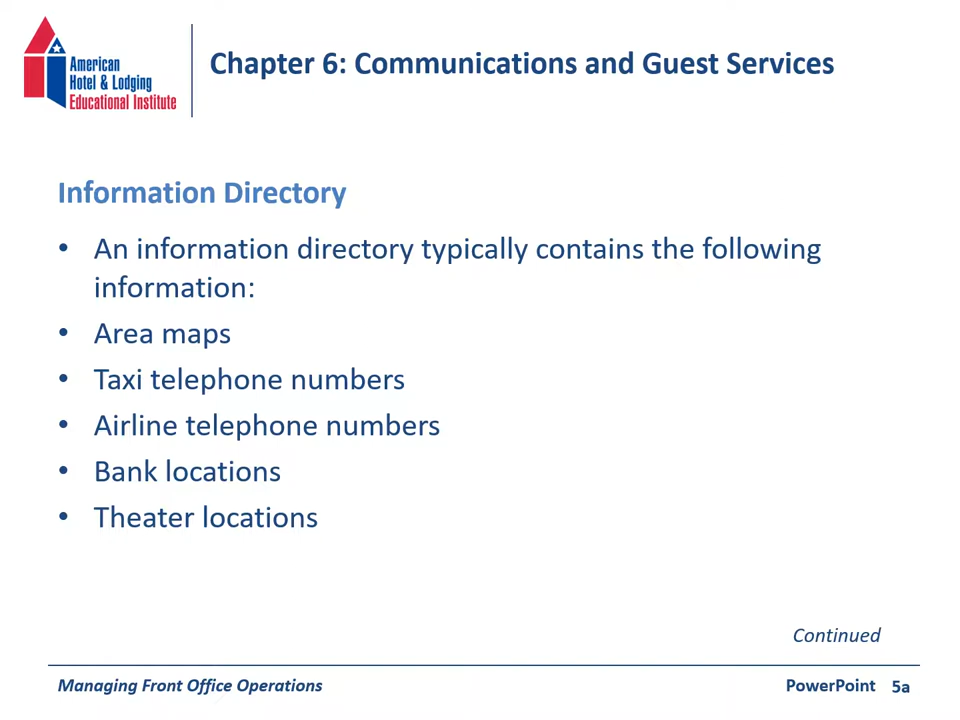 American
Hotel & Lodging
Educational Institute
Chapter 6: Communications and Guest Services
Information Directory
• An information directory typically contains the following
information:
• Area maps
• Taxi telephone numbers
• Airline telephone numbers
• Bank locations
• Theater locations
Continued
Managing Front Office Operations
PowerPoint 5a